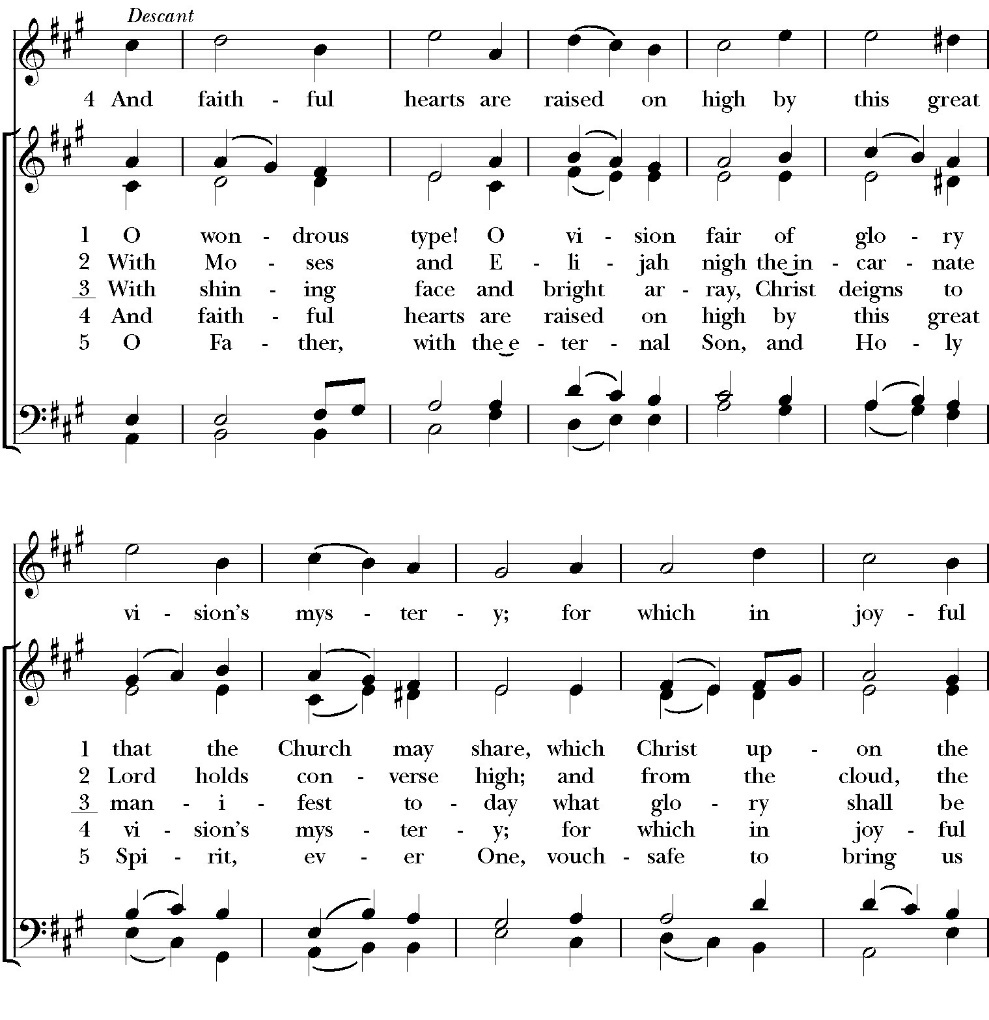 Descant
4 And faith - ful hearts are raised on high by this great
1 O won - drous type! O vi - sion fair of glo - ry
2 With Mo - ses and E - li - jah nigh the in - car - nate
3 With shin - ing face and bright ar - ray, Christ deigns to
4 And faith - ful hearts are raised on high by this great
5 O Fa - ther, with the e - ter - nal Son, and Ho - ly
vi - sion's mys - ter - y; for which in joy - ful
1 that the Church may share, which Christ up - on the
2 Lord holds con - verse high; and from the cloud, the
3 man - i - fest to - day what glo - ry shall be
4 vi - sion's mys - ter - y; for which in joy - ful
5 Spi - rit, ev - er One, vouch - safe to bring us